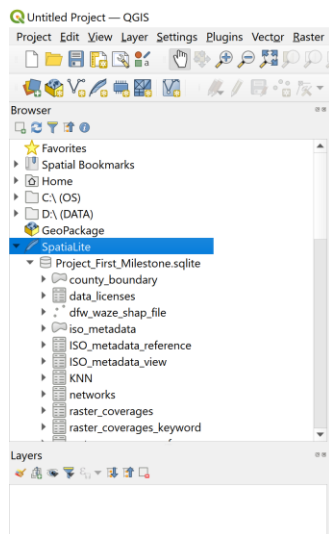 Untitled Project — QGIS
Project Edit View Layer Settings Plugins Vector Raster
Browser
Favorites
Spatial Bookmarks
Home
C:\ (OS)
D:\ (DATA)
GeoPackage
SpatiaLite
Project_First_Milestone.sqlite
county_boundary
data_licenses
dfw_waze_shap_file
iso_metadata
ISO_metadata_reference
ISO_metadata_view
KNN
networks
raster_coverages
raster_coverages_keyword
Layers